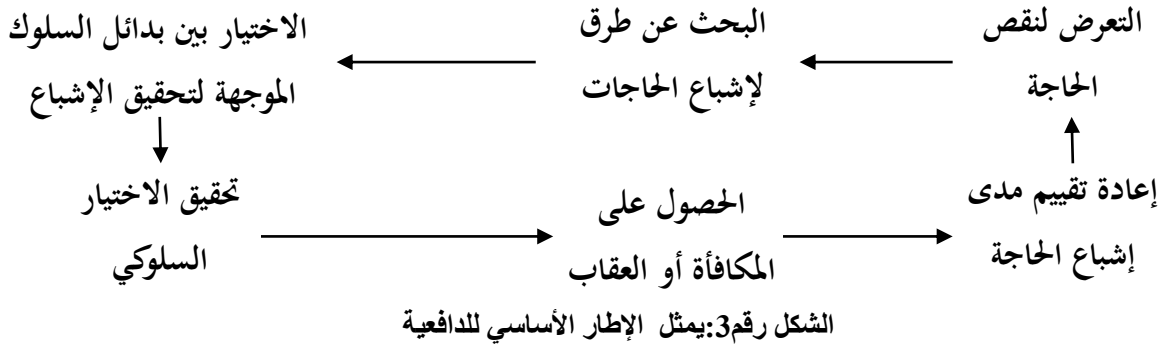 التعرض لنقص
الحاجة
البحث عن طرق
لإشباع الحاجات
الاختيار بين بدائل السلوك
الموجهة لتحقيق الإشباع
تحقيق الاختيار
السلوكي
الحصول على
المكافأة أو العقاب
إعادة تقييم مدى
إشباع الحاجة
الشكل رقم3:يمثل الإطار الأساسي للدافعية